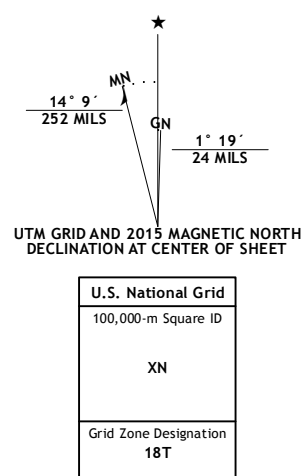 MN
14° 9´
252 MILS
GN
1° 19´
24 MILS
UTM GRID AND 2015 MAGNETIC NORTH
DECLINATION AT CENTER OF SHEET
U.S. National Grid
100,000-m Square ID
XN
Grid Zone Designation
18T